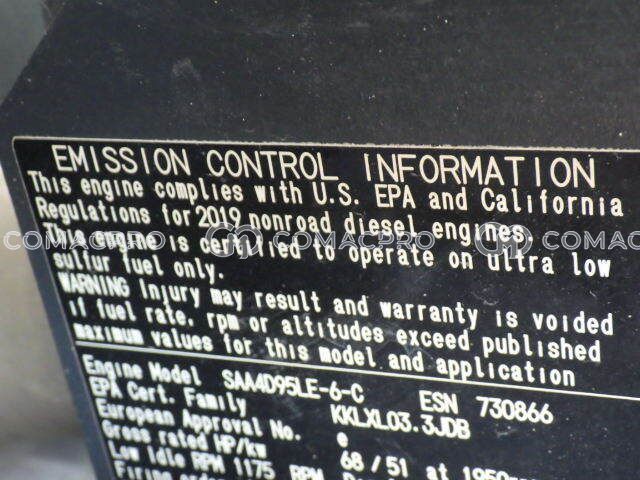 EMISSION CONTROL INFORMATION
This engine complies with U.S. EPA and California
Regulations for 2019 nonroad diesel engines.
This engine is certified to operate on ultra low
sulfur fuel only.
WARNING Injury may result and warranty is voided
if fuel rate, rpm or altitudes exceed published
maximum values for this model and application
Engine Model SAA4D95LE-6-C ESN 730866
EPA Cert. Family KKLXL03.3JDB
European Approval No. e
Gross rated HP/kw 68/51 at 1950
Low Idle RPM 1175 RPM
Firing order
COMACPRO COMACPRO COMACPRO